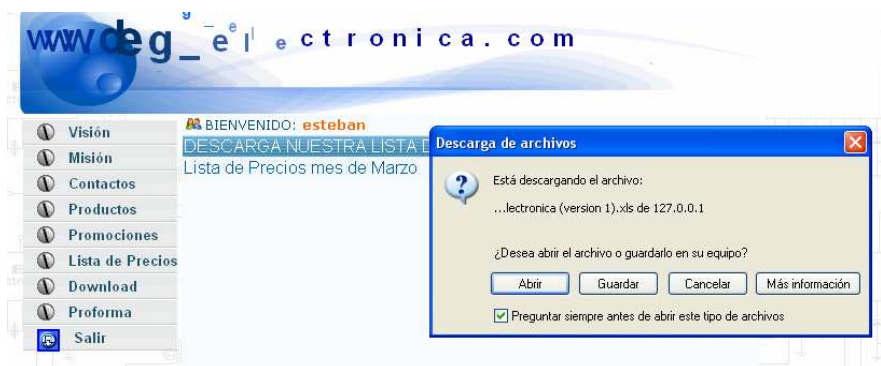 www.deg_electronica.com
BIENVENIDO: esteban
DESCARGA NUESTRA LISTA D
Lista de Precios mes de Marzo
Visión
Misión
Contactos
Productos
Promociones
Lista de Precios
Download
Proforma
Salir
Descarga de archivos
Está descargando el archivo:
...lectronica (version 1).xls de 127.0.0.1
¿Desea abrir el archivo o guardarlo en su equipo?
Abrir Guardar Cancelar Más información
Preguntar siempre antes de abrir este tipo de archivos